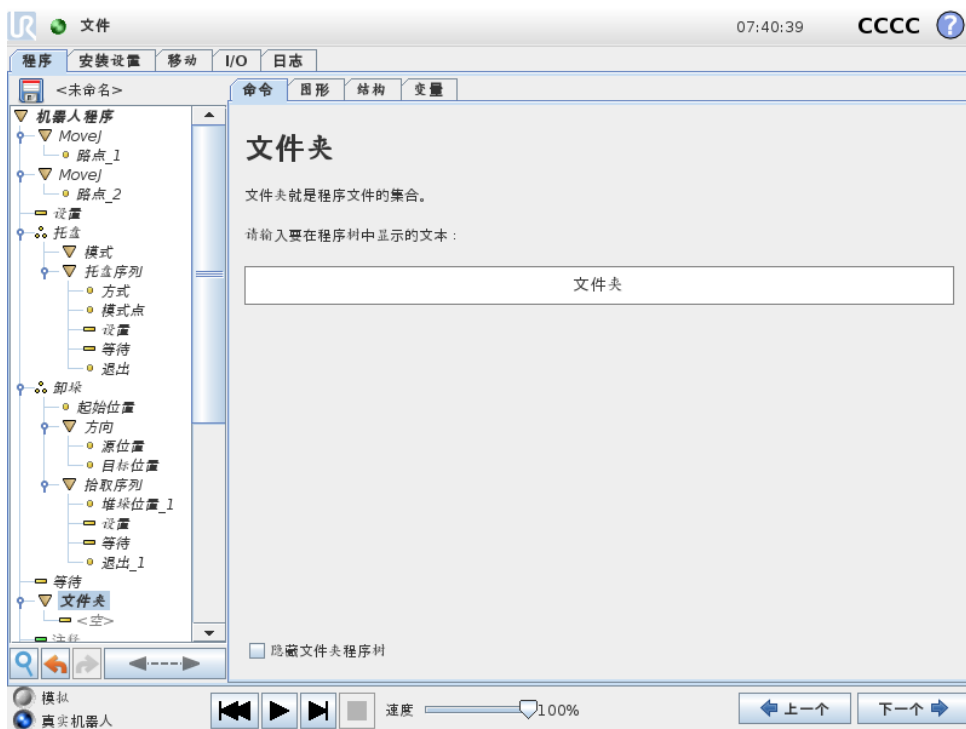 UR 文件 07:40:39 CCCC ?
程序 安装设置 移动 I/O 日志
<未命名> 命令 图形 结构 变量
机器人程序
MoveJ
路点_1
MoveJ
路点_2
设置
托盘
模式
托盘序列
方式
模式点
设置
等待
退出
卸垛
起始位置
方向
源位置
目标位置
拾取序列
堆垛位置_1
设置
等待
退出_1
等待
文件夹
<空>
注释
文件夹
文件夹就是程序文件的集合。
请输入要在程序树中显示的文本：
文件夹
隐藏文件夹程序树
模拟
真实机器人
速度 100%
上一个 下一个